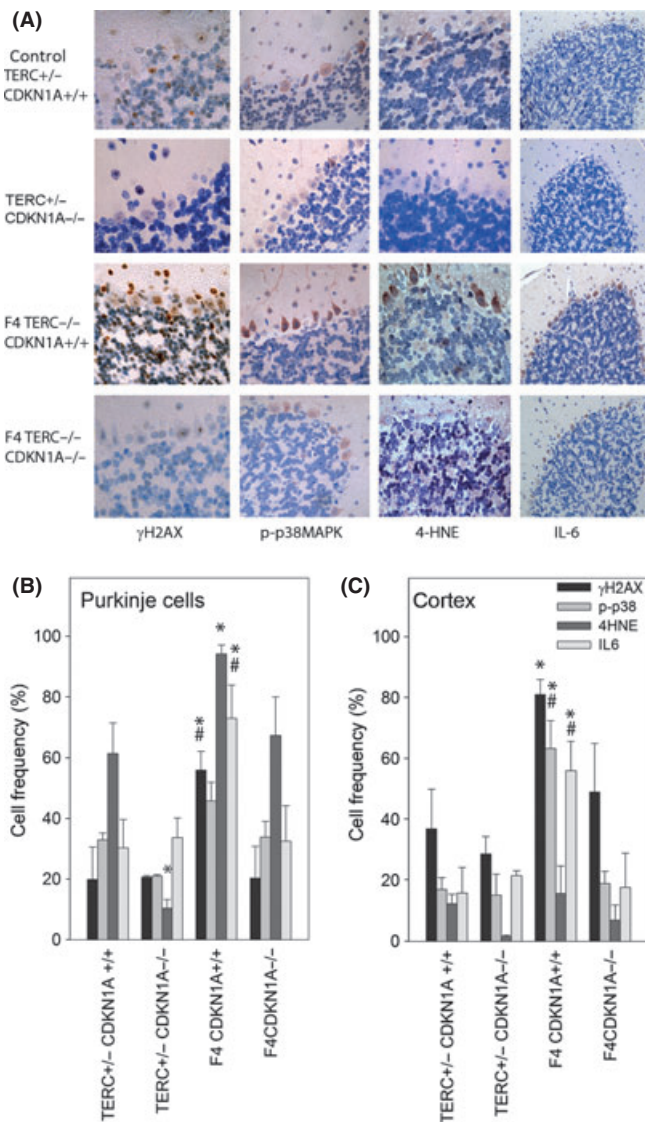 (A)
Control
TERC+/−
CDKN1A+/+
TERC+/−
CDKN1A−/−
F4 TERC−/−
CDKN1A+/+
F4 TERC−/−
CDKN1A−/−
γH2AX p-p38MAPK 4-HNE IL-6
(B)
Purkinje cells
Cell frequency (%)
100
80
60
40
20
0
*
#
*
*
*
#
TERC+/− CDKN1A +/+
TERC+/− CDKN1A−/−
F4 CDKN1A+/+
F4CDKN1A−/−
(C)
Cortex
γH2AX
p-p38
4HNE
IL6
Cell frequency (%)
100
80
60
40
20
0
*
*
#
*
#
TERC+/− CDKN1A +/+
TERC+/− CDKN1A−/−
F4 CDKN1A+/+
F4CDKN1A−/−